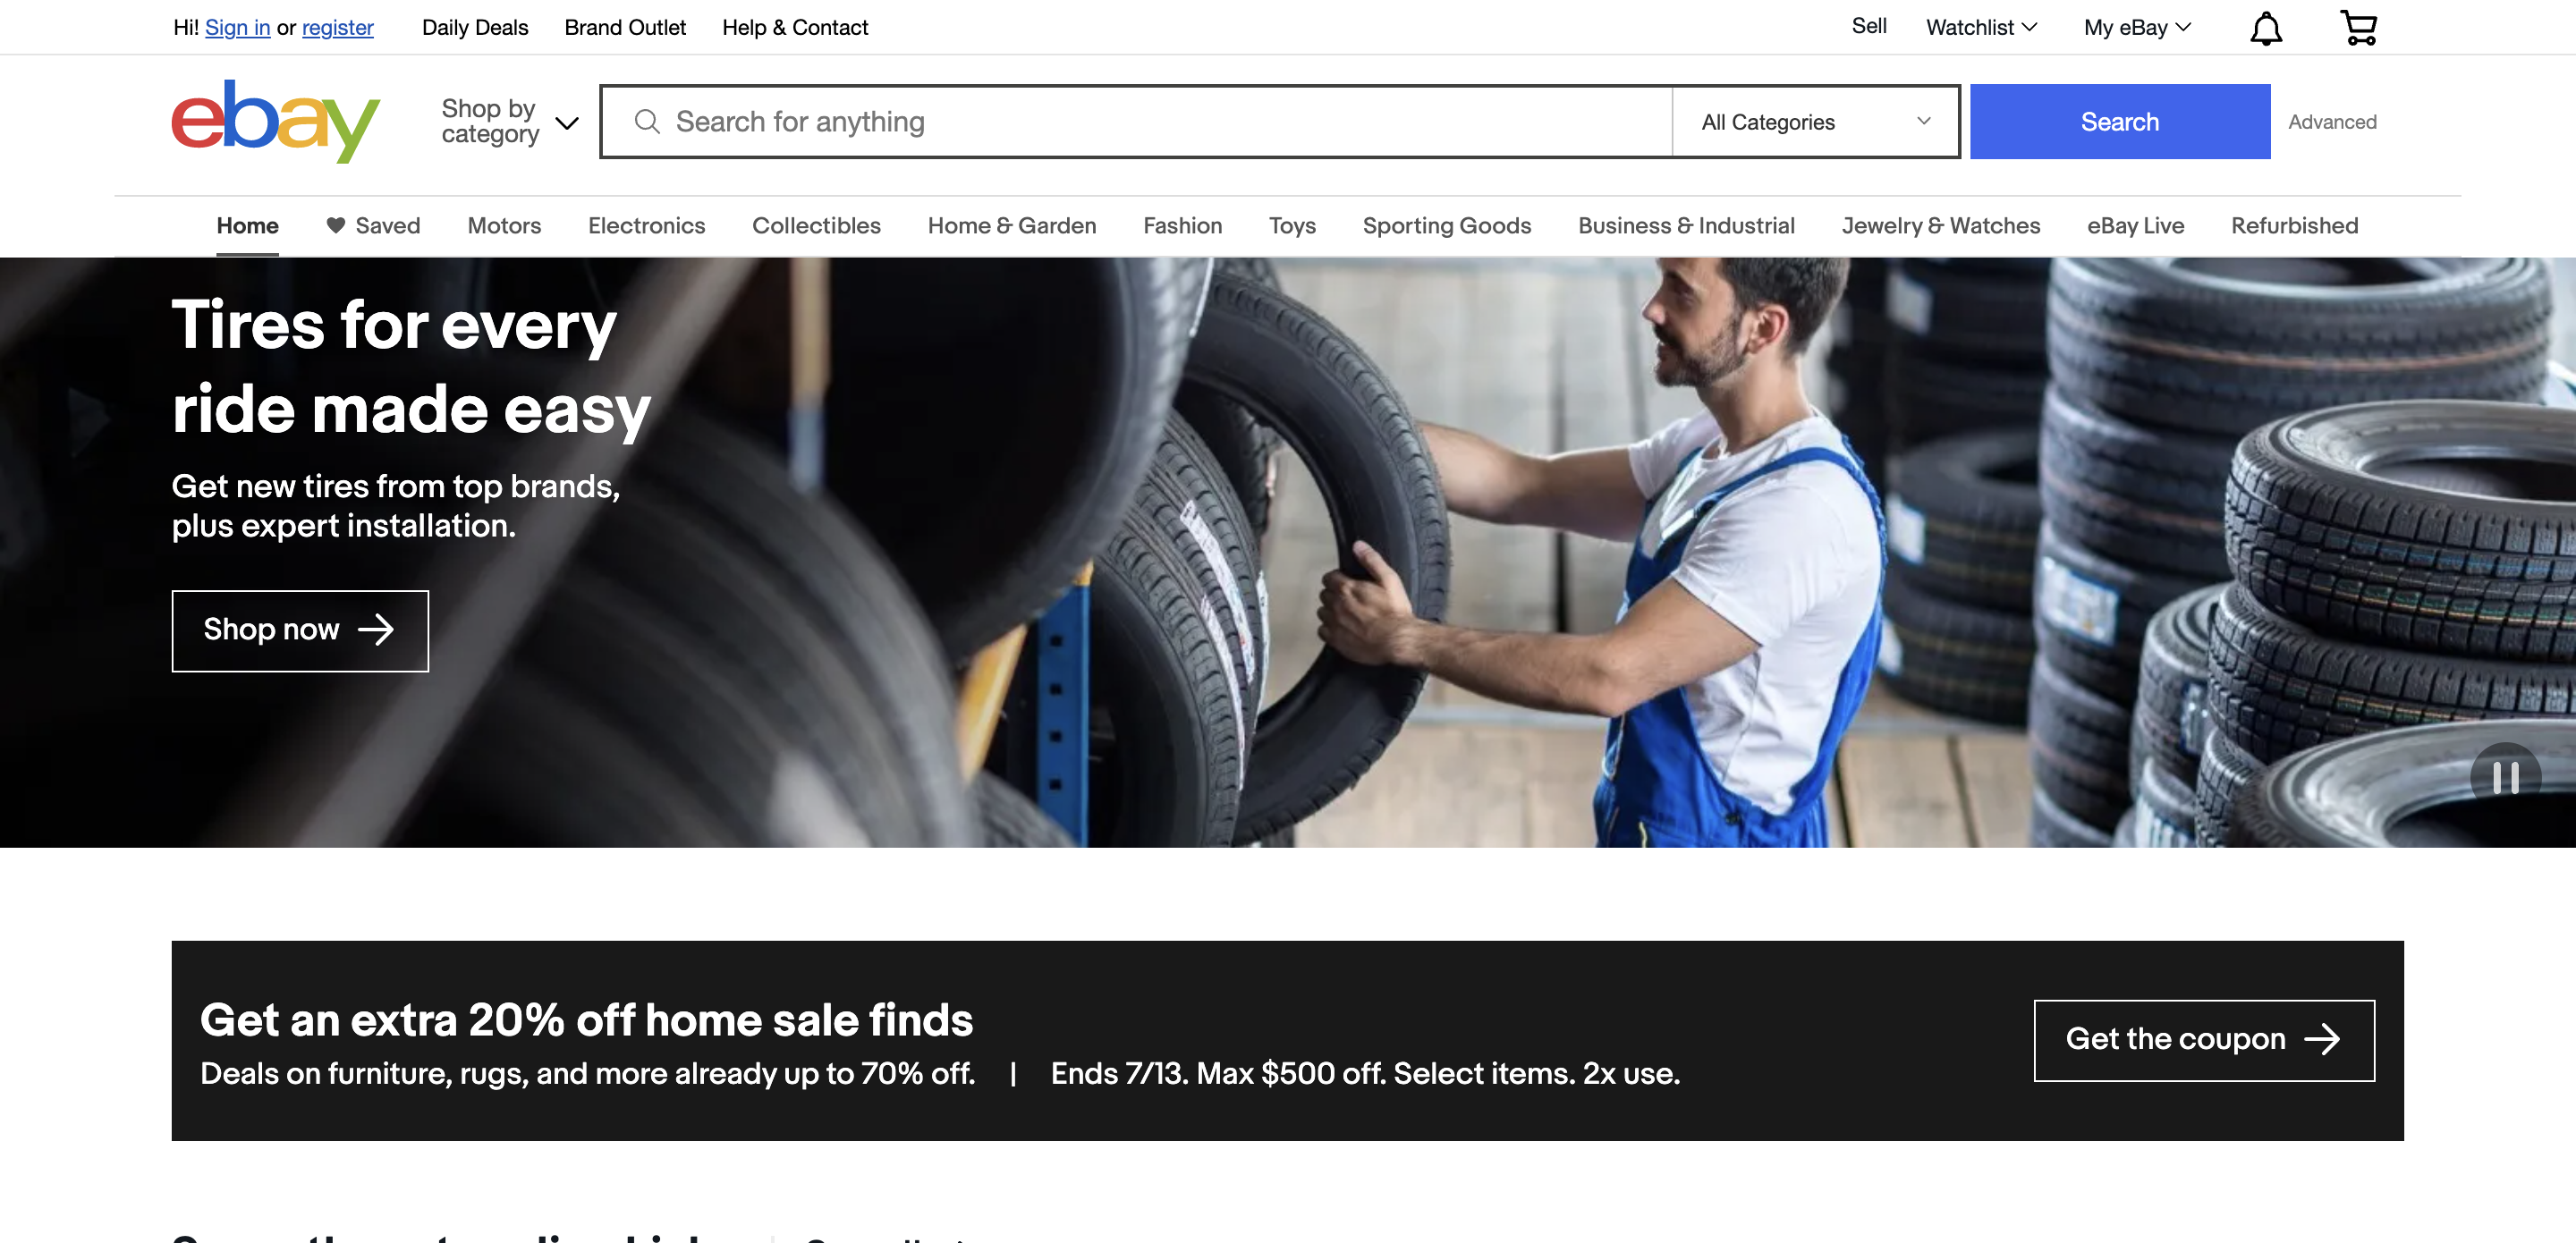 Hi! Sign in or register Daily Deals Brand Outlet Help & Contact Sell Watchlist My eBay
ebay
Shop by
category
Search for anything
All Categories
Search
Advanced
Home Saved Motors Electronics Collectibles Home & Garden Fashion Toys Sporting Goods Business & Industrial Jewelry & Watches eBay Live Refurbished
Tires for every
ride made easy
Get new tires from top brands,
plus expert installation.
Shop now
Get an extra 20% off home sale finds
Deals on furniture, rugs, and more already up to 70% off. | Ends 7/13. Max $500 off. Select items. 2x use.
Get the coupon